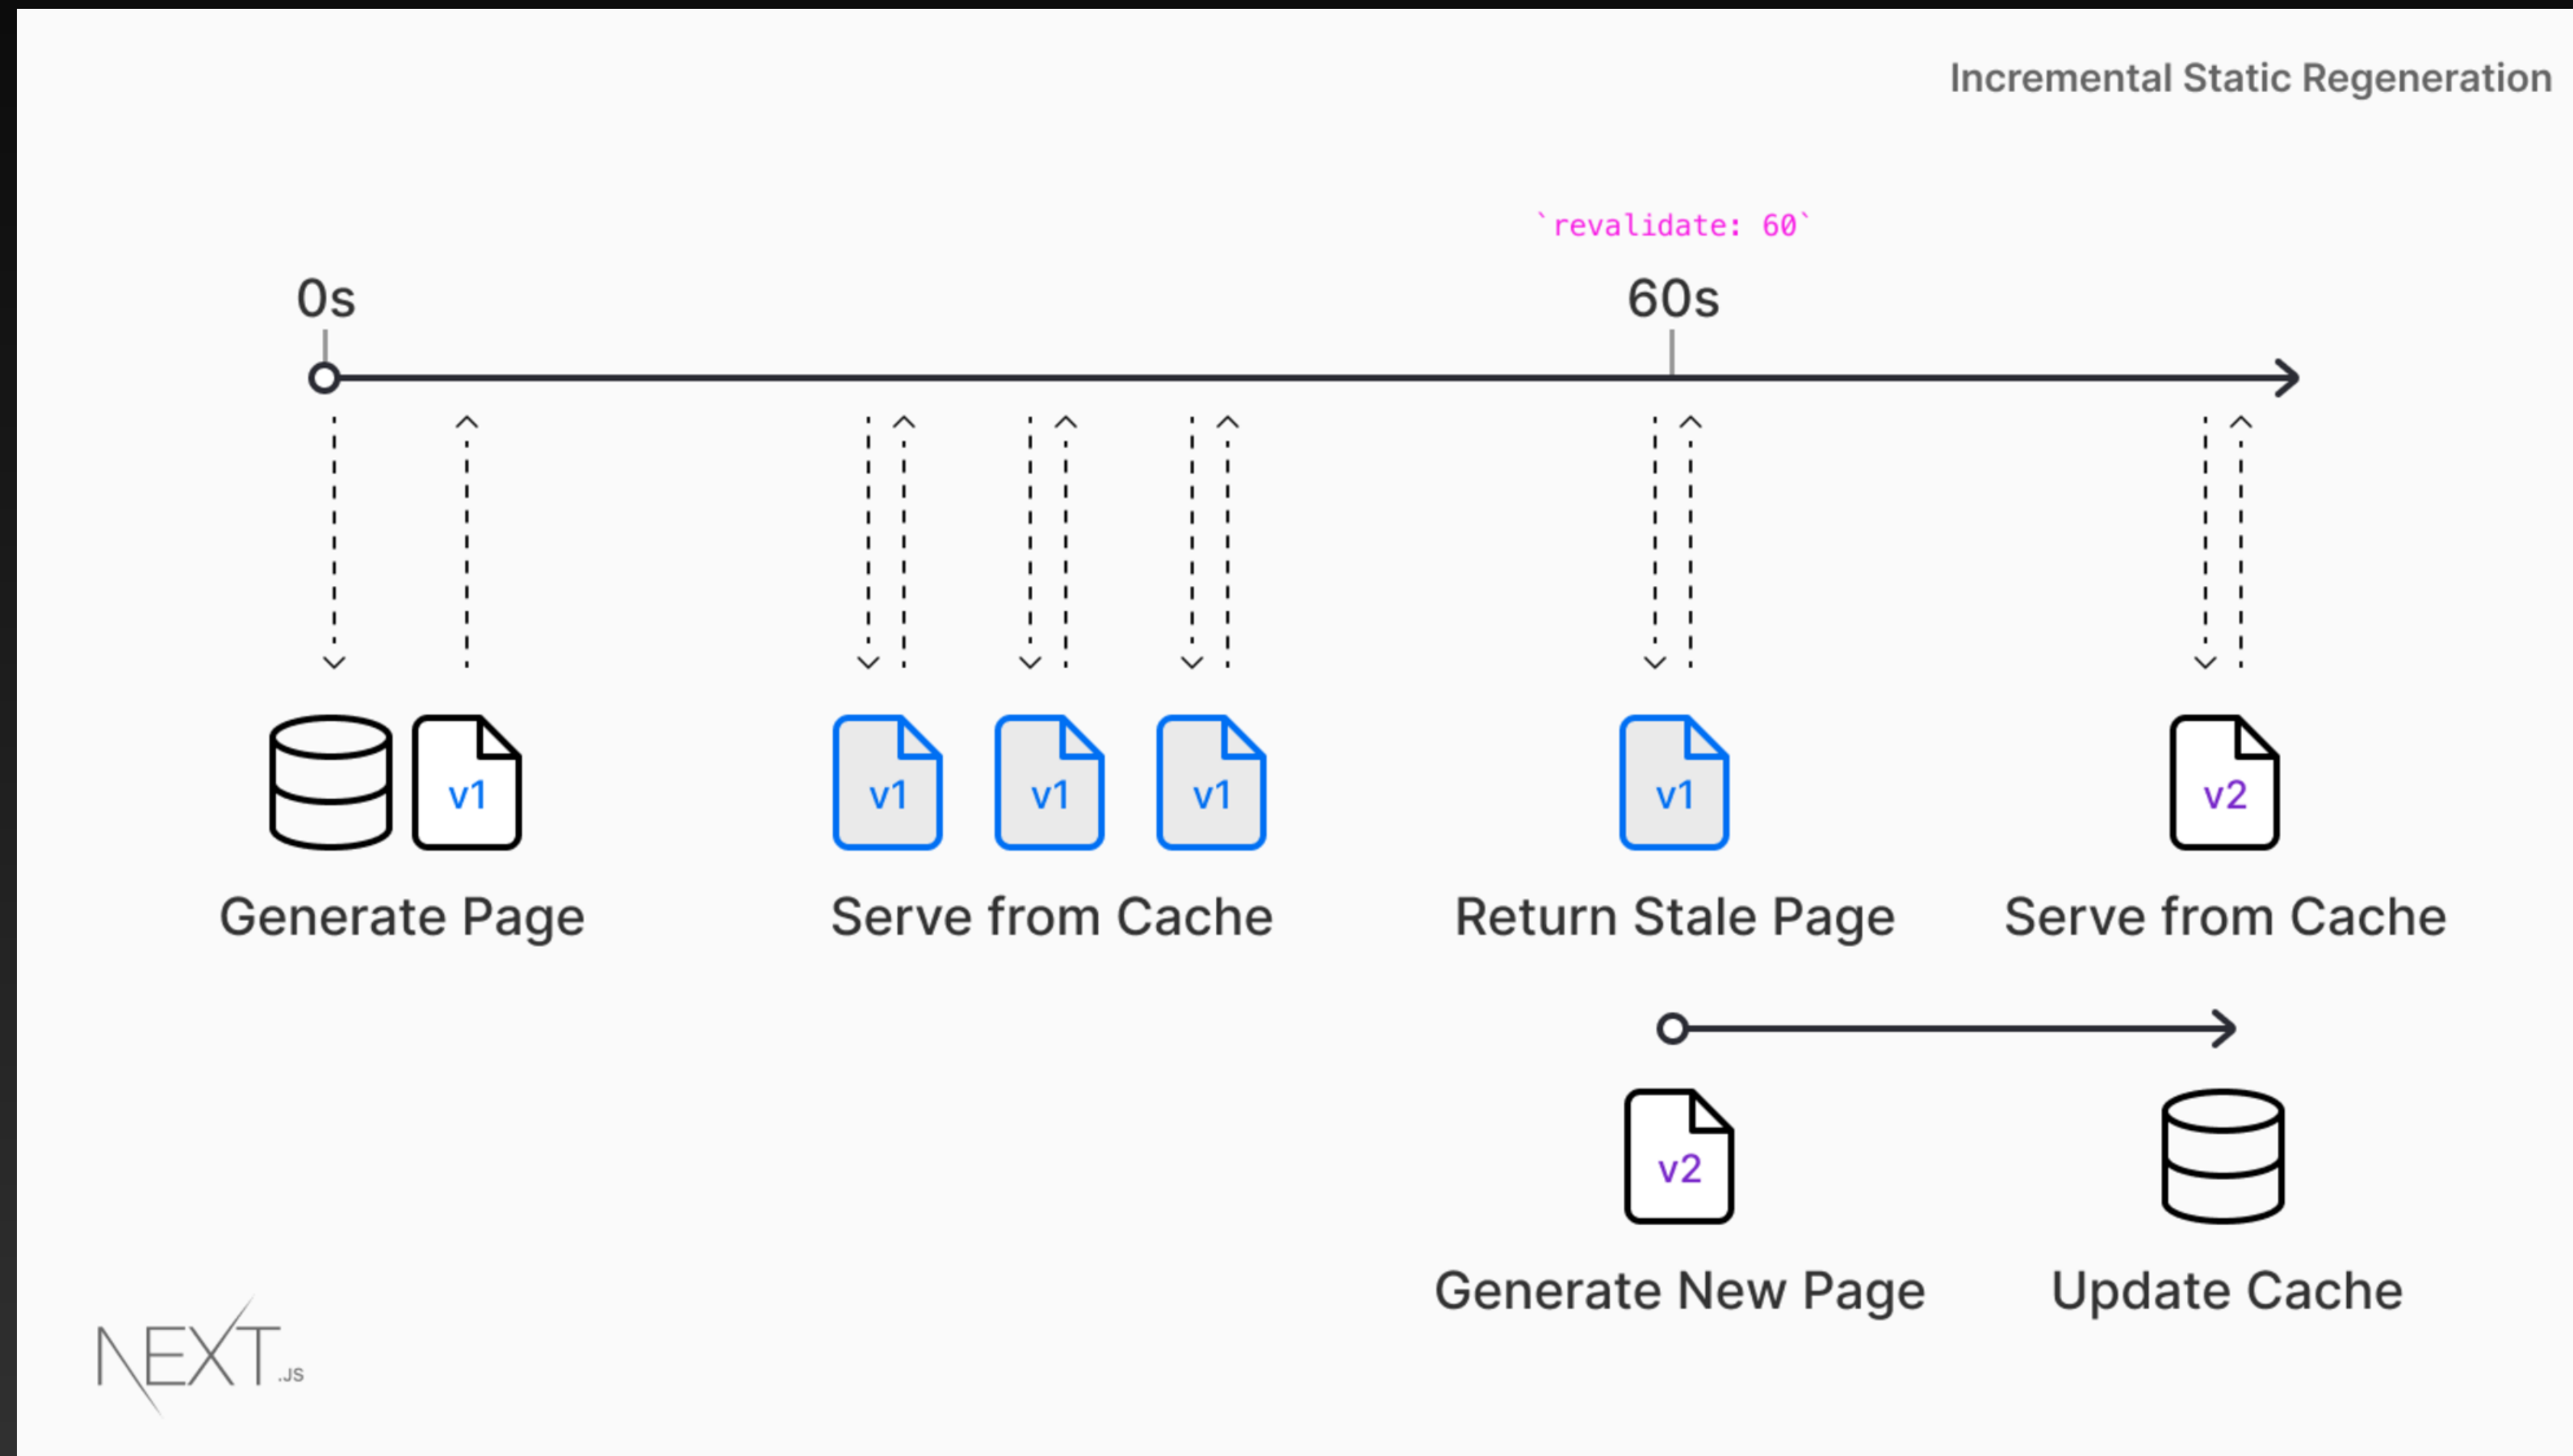 Incremental Static Regeneration
`revalidate: 60`
0s
60s
v1
v1
v1
v1
v1
v2
Generate Page
Serve from Cache
Return Stale Page
Serve from Cache
v2
Generate New Page
Update Cache
NEXT.JS